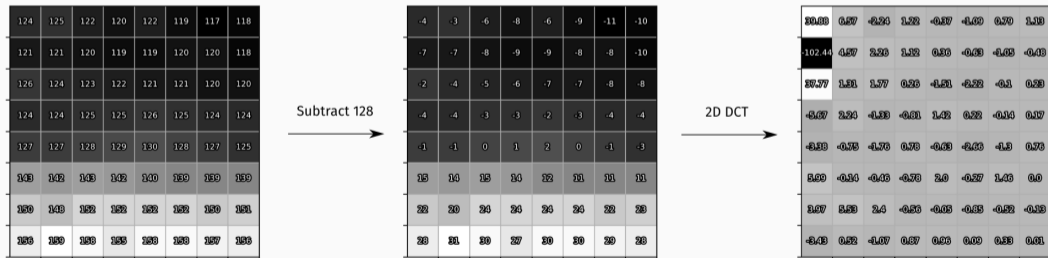 124 125 122 120 122 119 117 118
121 121 120 119 119 120 120 118
126 124 123 122 121 121 120 120
124 124 125 125 126 125 124 124
127 127 128 129 130 128 127 125
143 142 143 142 140 139 139 139
150 148 152 152 152 152 150 151
156 159 158 155 158 158 157 156
Subtract 128
-4 -3 -6 -8 -6 -9 -11 -10
-7 -7 -8 -9 -9 -8 -8 -10
-2 -4 -5 -6 -7 -7 -8 -8
-4 -4 -3 -3 -2 -3 -4 -4
-1 -1 0 1 2 0 -1 -3
15 14 15 14 12 11 11 11
22 20 24 24 24 24 22 23
28 31 30 27 30 30 29 28
2D DCT
39.88 6.57 -2.24 1.22 -0.37 -1.09 0.79 1.13
-102.44 4.57 2.26 1.12 0.36 -0.63 -1.05 -0.48
37.77 1.31 1.77 0.26 -1.51 -2.22 -0.1 0.23
-5.67 2.24 -1.33 -0.81 1.42 0.22 -0.14 0.17
-3.38 -0.75 -1.76 0.78 -0.63 -2.66 -1.3 0.76
5.99 -0.14 -0.46 -0.78 2.0 -0.27 1.46 0.0
3.97 5.53 2.4 -0.56 -0.05 -0.85 -0.52 -0.13
-3.43 0.52 -1.07 0.87 0.96 0.09 0.33 0.01